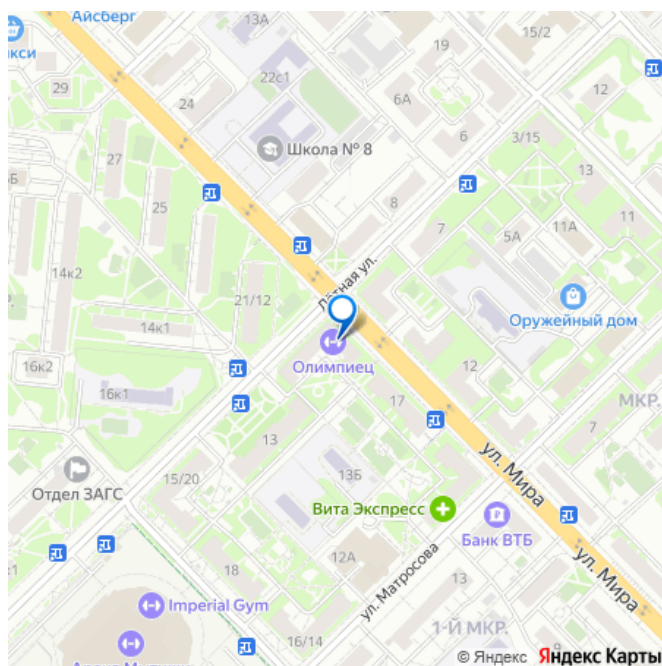 Айсберг
13А
15/2
кси
19
22с1
29
24
6А
12
Школа № 8
6
3/15
27
13
8
25
11
7
11А
5А
14к2
21/12
Оружейный дом
14к1
16к2
Олимпиец
12
16к1
17
МКР.
7
13
ул. Мира
15/20
13Б
Отдел ЗАГС
Вита Экспресс
Банк ВТБ
12А
ул. Мира
18
ул. Матросова
13
Imperial Gym
1-Й МКР.
16/14
© Яндекс Яндекс Карты